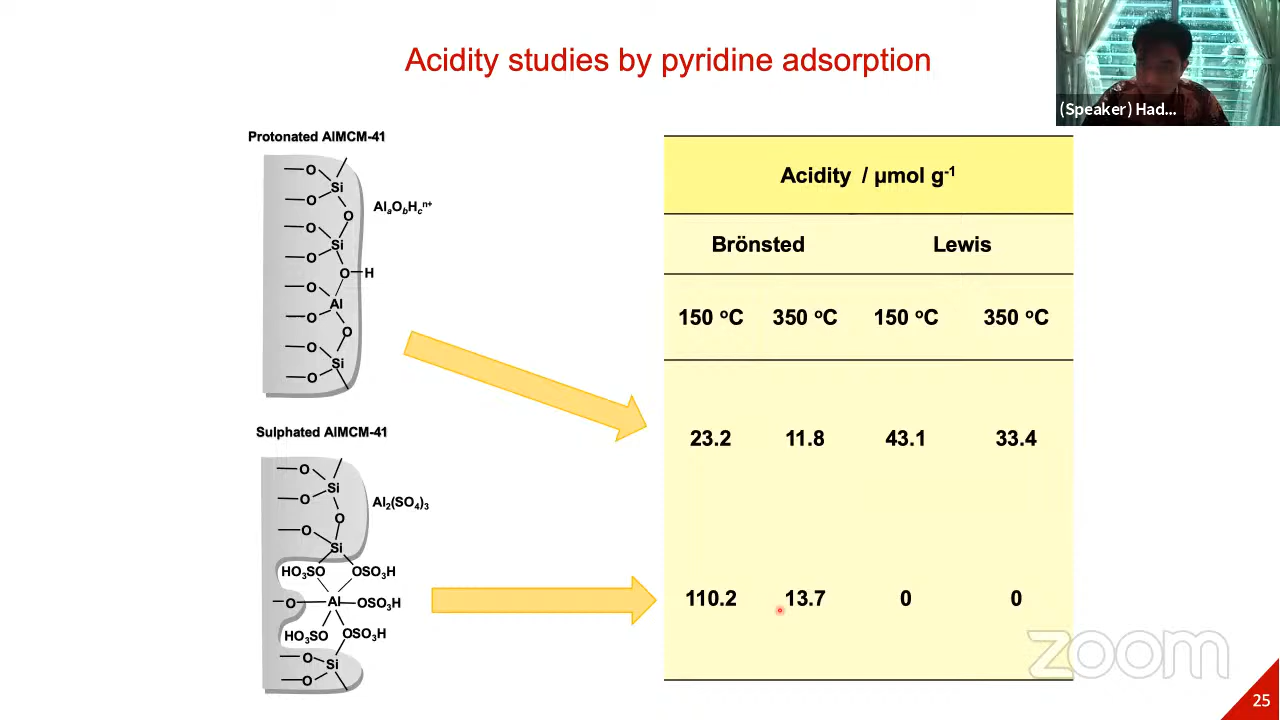 Acidity studies by pyridine adsorption
(Speaker) Had...
Protonated AlMCM-41
O
Si
O
AlaObHcn+
O
O
Si
O
O–H
O
Al
O
O
O
Si
O
Sulphated AlMCM-41
O
Si
O
Al2(SO4)3
O
O
Si
HO3SO
OSO3H
O
Al
OSO3H
HO3SO
OSO3H
O
Si
O
Acidity / µmol g-1
Brönsted Lewis
150 oC 350 oC 150 oC 350 oC
23.2 11.8 43.1 33.4
110.2 13.7 0 0
zoom
25